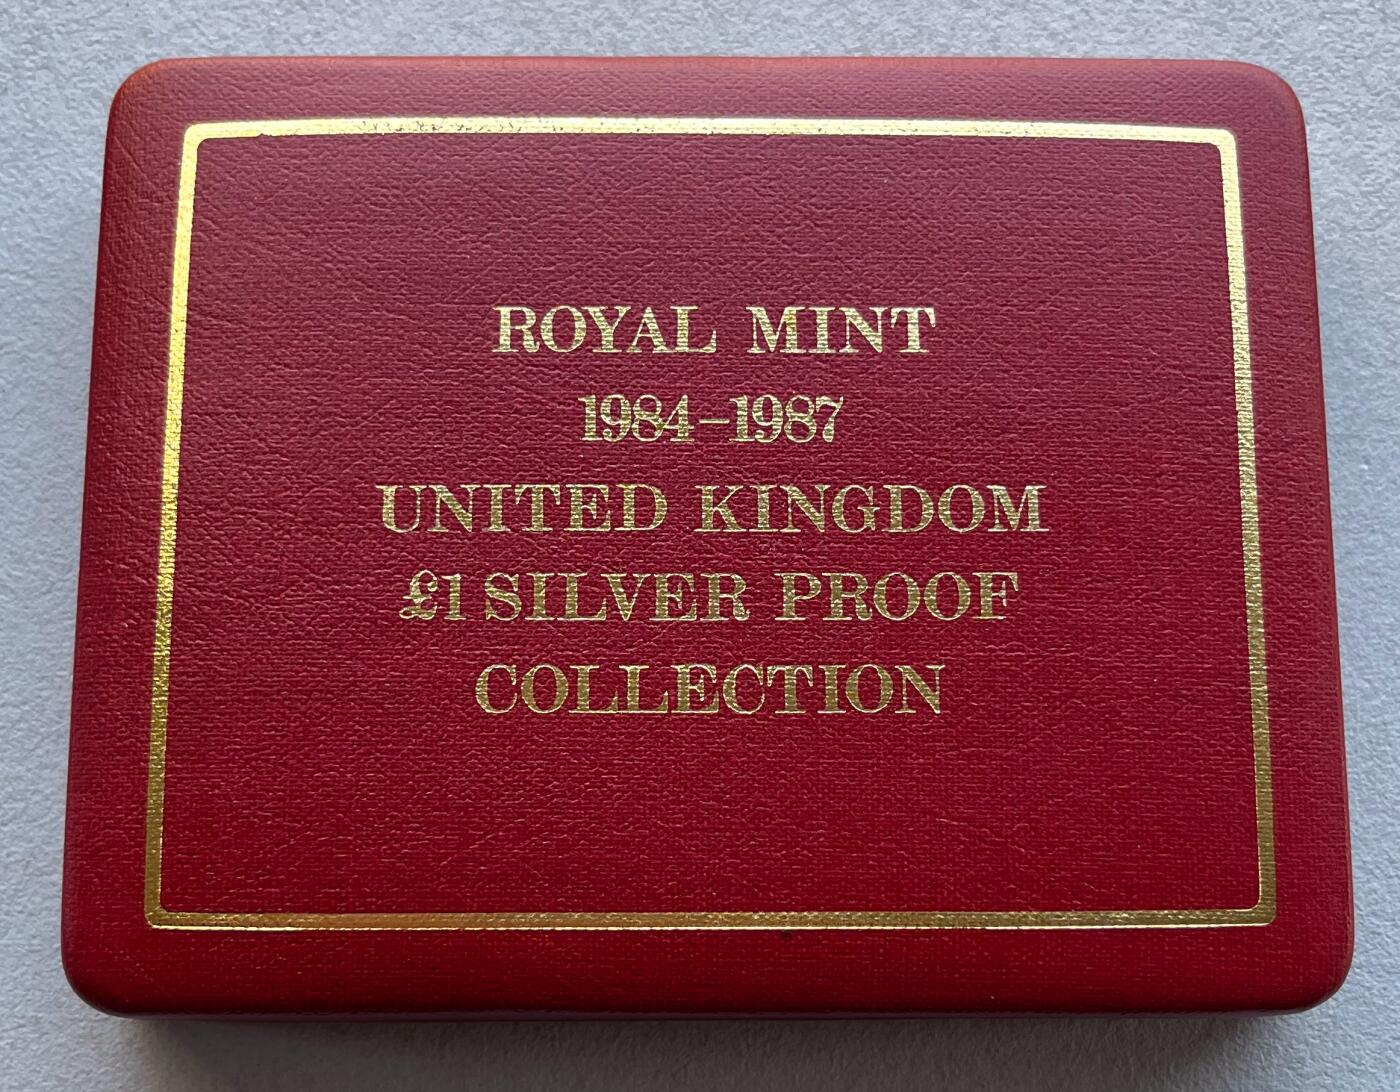 ROYAL MINT
1984-1987
UNITED KINGDOM
£1 SILVER PROOF
COLLECTION